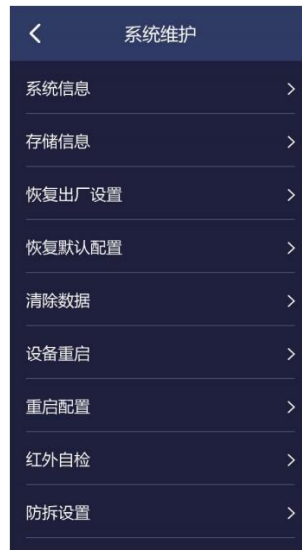 系统维护
系统信息
存储信息
恢复出厂设置
恢复默认配置
清除数据
设备重启
重启配置
红外自检
防拆设置